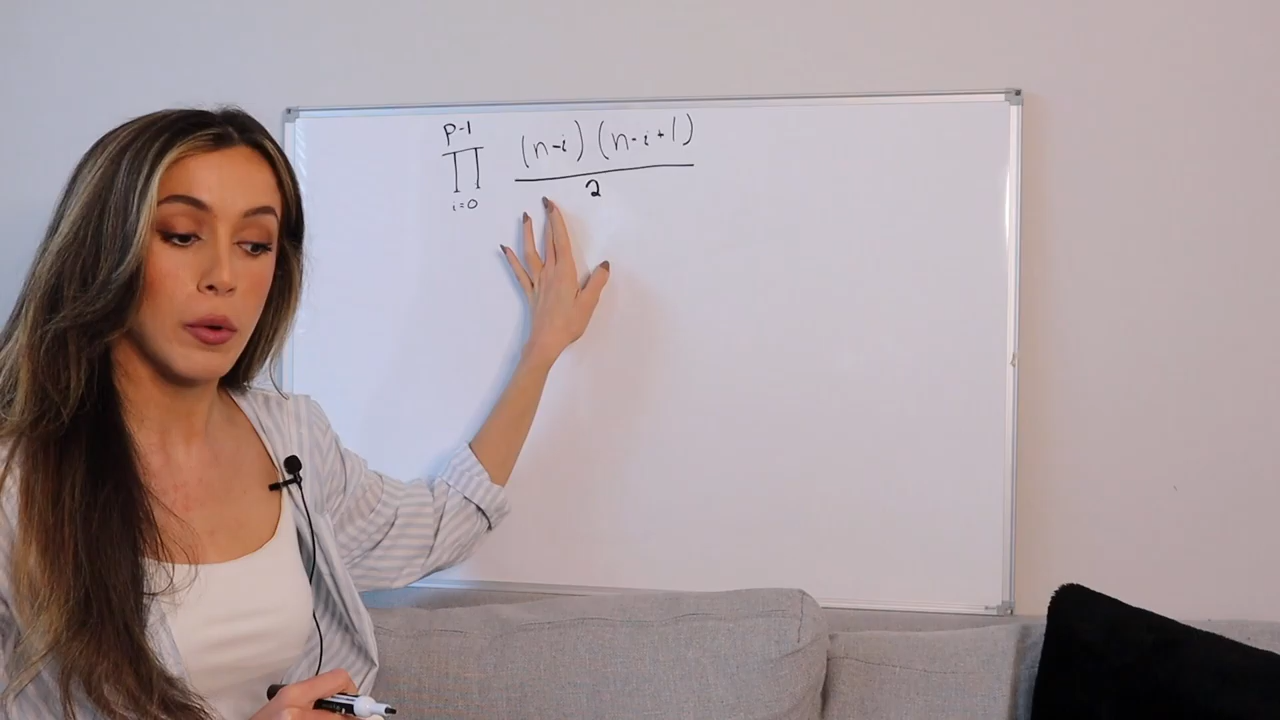 p-1
∏ (n-i)(n-i+1)
2
i=0